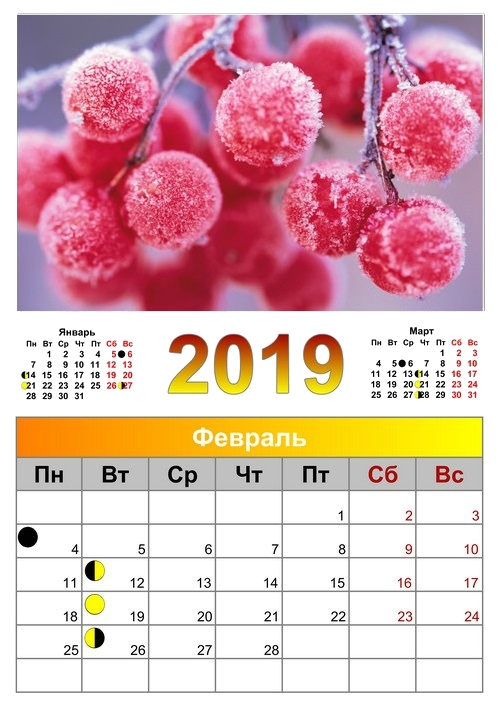 Январь
Пн Вт Ср Чт Пт Сб Вс
1 2 3 4 5 6
7 8 9 10 11 12 13
14 15 16 17 18 19 20
21 22 23 24 25 26 27
28 29 30 31
2019
Март
Пн Вт Ср Чт Пт Сб Вс
1 2 3
4 5 6 7 8 9 10
11 12 13 14 15 16 17
18 19 20 21 22 23 24
25 26 27 28 29 30 31
Февраль
Пн Вт Ср Чт Пт Сб Вс
1 2 3
4 5 6 7 8 9 10
11 12 13 14 15 16 17
18 19 20 21 22 23 24
25 26 27 28